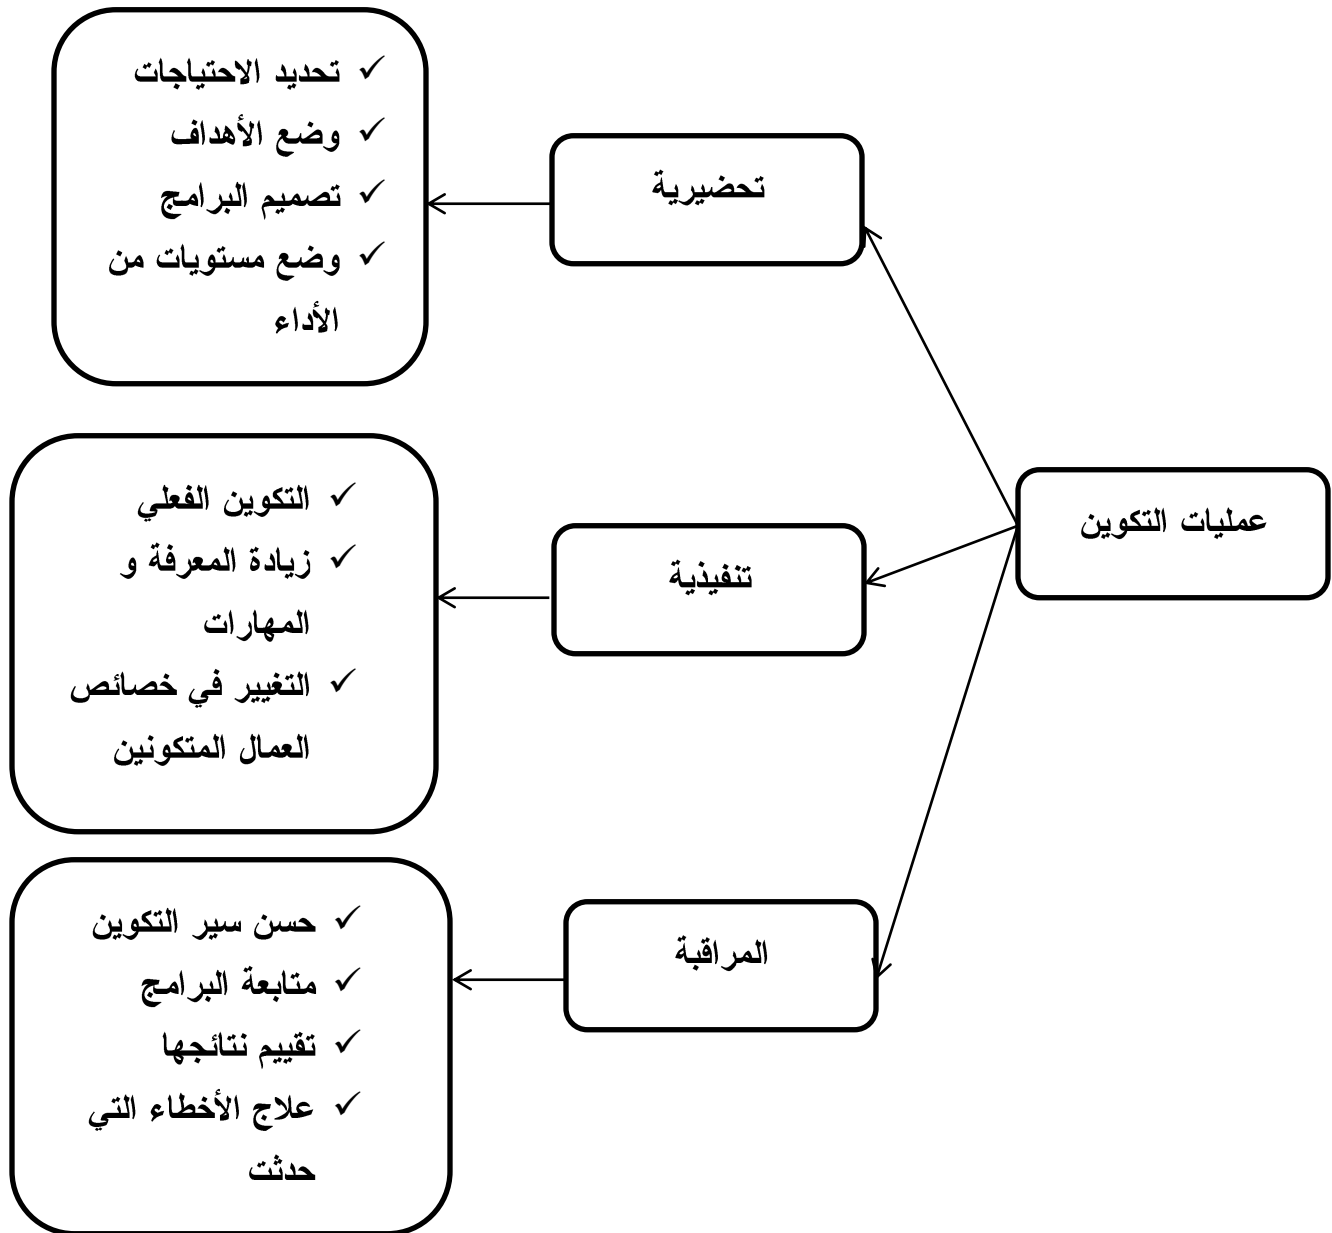 عمليات التكوين
تحضيرية
✓ تحديد الاحتياجات
✓ وضع الأهداف
✓ تصميم البرامج
✓ وضع مستويات من
الأداء
تنفيذية
✓ التكوين الفعلي
✓ زيادة المعرفة و
المهارات
✓ التغيير في خصائص
العمال المتكونين
المراقبة
✓ حسن سير التكوين
✓ متابعة البرامج
✓ تقييم نتائجها
✓ علاج الأخطاء التي
حدثت